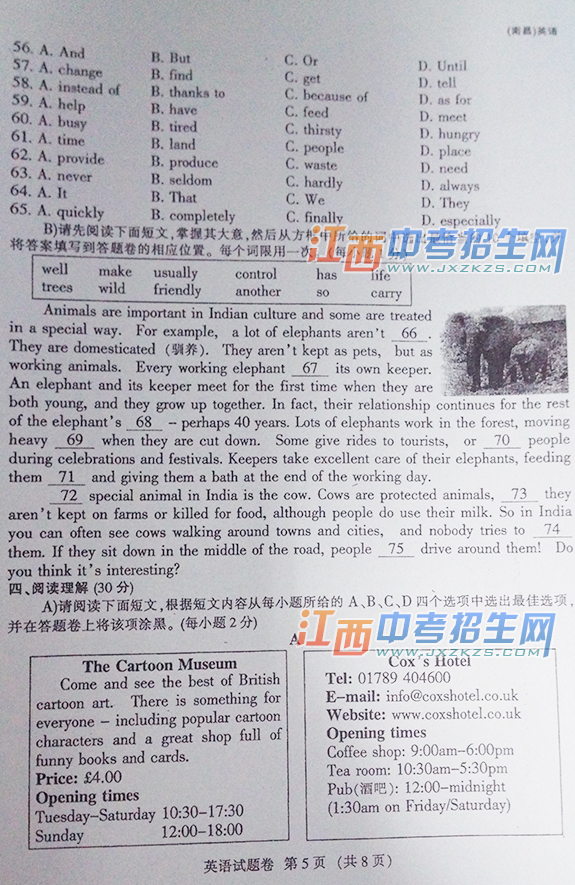 (南昌)英语
56. A. And B. But C. Or D. Until
57. A. change B. find C. get D. tell
58. A. instead of B. thanks to C. because of D. as for
59. A. help B. have C. feed D. meet
60. A. busy B. tired C. thirsty D. hungry
61. A. time B. land C. people D. place
62. A. provide B. produce C. waste D. need
63. A. never B. seldom C. hardly D. always
64. A. It B. That C. We D. They
65. A. quickly B. completely C. finally D. especially
B)请先阅读下面短文,掌握其大意,然后从方框中所给的词
将答案填写到答题卷的相应位置。每个词限用一次
江西中考招生网
WWW.JXZKZS.COM
well make usually control has life
trees wild friendly another so carry
Animals are important in Indian culture and some are treated
in a special way. For example, a lot of elephants aren't 66 .
They are domesticated (驯养). They aren't kept as pets, but as
working animals. Every working elephant 67 its own keeper.
An elephant and its keeper meet for the first time when they are
both young, and they grow up together. In fact, their relationship continues for the rest
of the elephant's 68 – perhaps 40 years. Lots of elephants work in the forest, moving
heavy 69 when they are cut down. Some give rides to tourists, or 70 people
during celebrations and festivals. Keepers take excellent care of their elephants, feeding
them 71 and giving them a bath at the end of the working day.
72 special animal in India is the cow. Cows are protected animals, 73 they
aren't kept on farms or killed for food, although people do use their milk. So in India
you can often see cows walking around towns and cities, and nobody tries to 74
them. If they sit down in the middle of the road, people 75 drive around them! Do
you think it's interesting?
四、阅读理解(30分)
A)请阅读下面短文,根据短文内容从每小题所给的 A、B、C、D 四个选项中选出最佳选项,
并在答题卷上将该项涂黑。(每小题2分)
A
江西中考招生网
WWW.JXZKZS.COM
The Cartoon Museum
Come and see the best of British
cartoon art. There is something for
everyone – including popular cartoon
characters and a great shop full of
funny books and cards.
Price: £4.00
Opening times
Tuesday–Saturday 10:30–17:30
Sunday 12:00–18:00
Cox's Hotel
Tel: 01789 404600
E–mail: info@coxshotel.co.uk
Website: www.coxshotel.co.uk
Opening times
Coffee shop: 9:00am–6:00pm
Tea room: 10:30am–5:30pm
Pub(酒吧): 12:00–midnight
(1:30am on Friday/Saturday)
英语试题卷 第5页 (共8页)